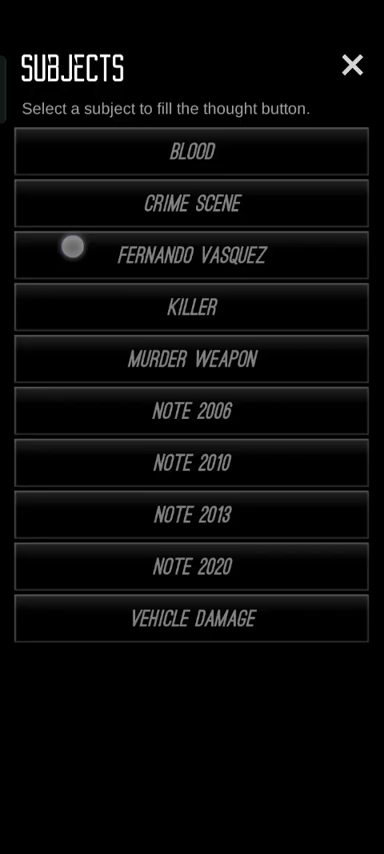 SUBJECTS
Select a subject to fill the thought button.
BLOOD
CRIME SCENE
FERNANDO VASQUEZ
KILLER
MURDER WEAPON
NOTE 2006
NOTE 2010
NOTE 2013
NOTE 2020
VEHICLE DAMAGE